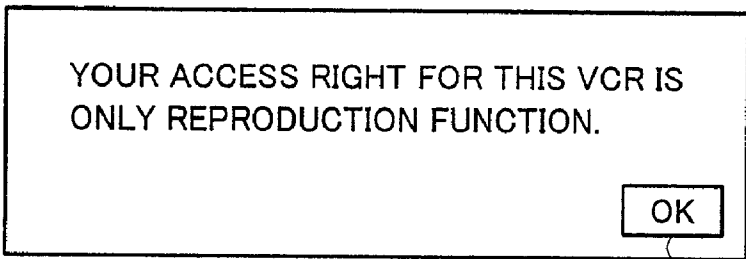 YOUR ACCESS RIGHT FOR THIS VCR IS
ONLY REPRODUCTION FUNCTION.
OK